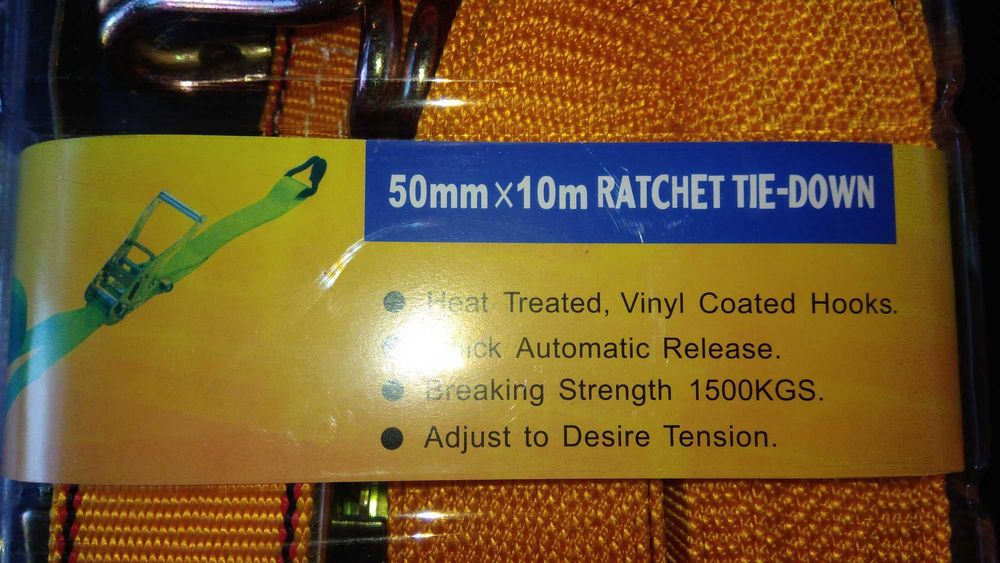 50mm×10m RATCHET TIE-DOWN
● Heat Treated, Vinyl Coated Hooks.
● Automatic Release.
● Breaking Strength 1500KGS.
● Adjust to Desire Tension.